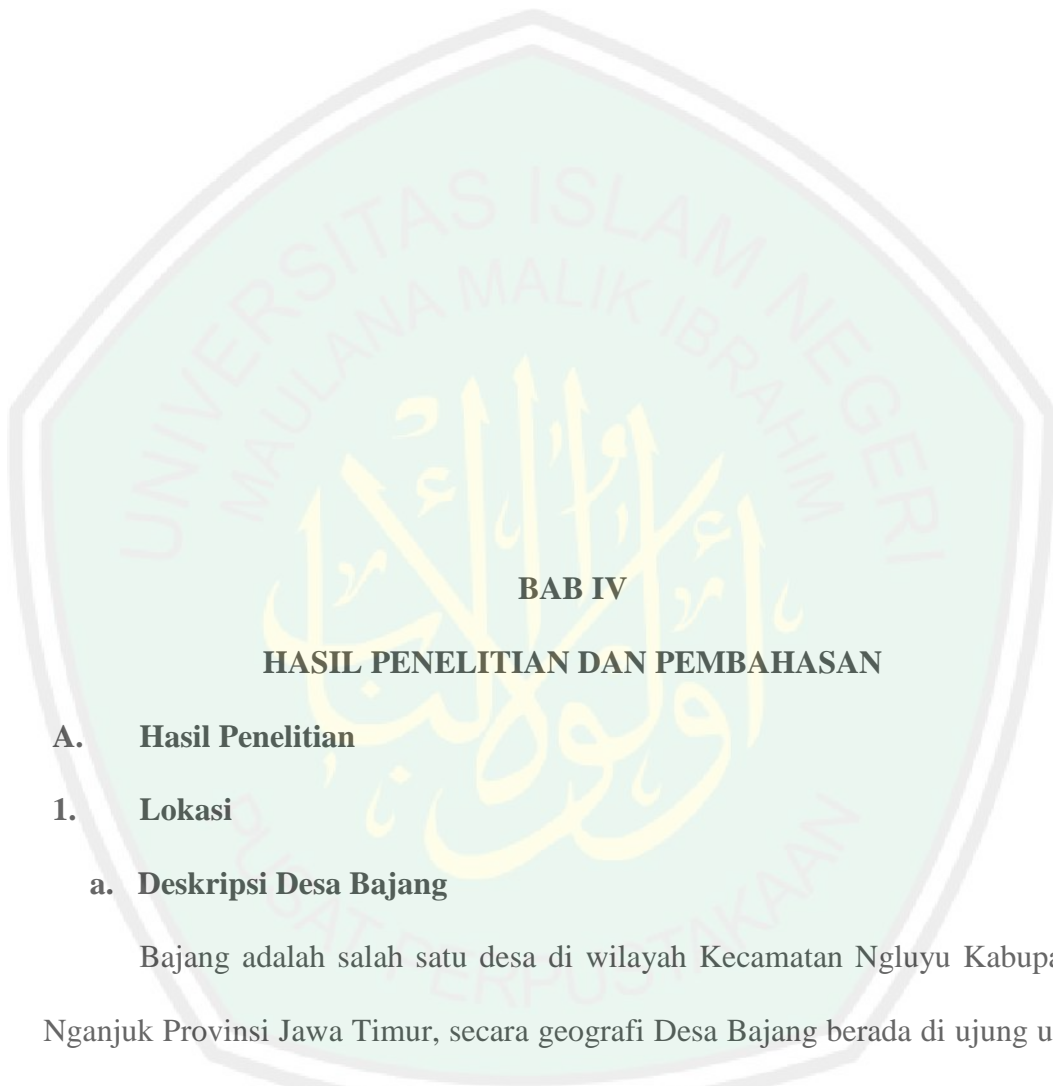 UNIVERSITAS ISLAM NEGERI
MAULANA MALIK IBRAHIM
BAB IV
HASIL PENELITIAN DAN PEMBAHASAN
A. Hasil Penelitian
1. Lokasi
a. Deskripsi Desa Bajang
Bajang adalah salah satu desa di wilayah Kecamatan Ngluyu Kabupa
Nganjuk Provinsi Jawa Timur, secara geografi Desa Bajang berada di ujung u
PUSAT PERPUSTAKAAN